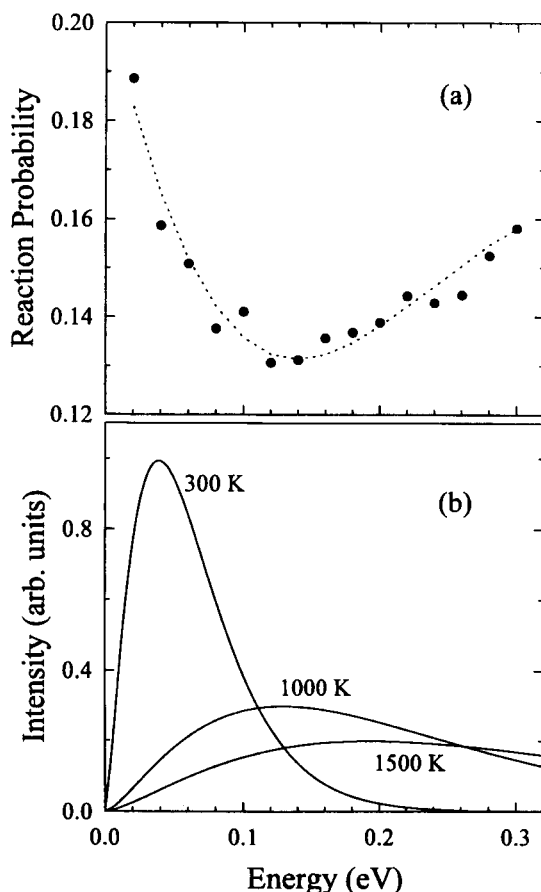 0.20
(a)
0.18
Reaction Probability
0.16
0.14
0.12
(b)
300 K
0.8
Intensity (arb. units)
0.4
1000 K
1500 K
0.0
0.0 0.1 0.2 0.3
Energy (eV)